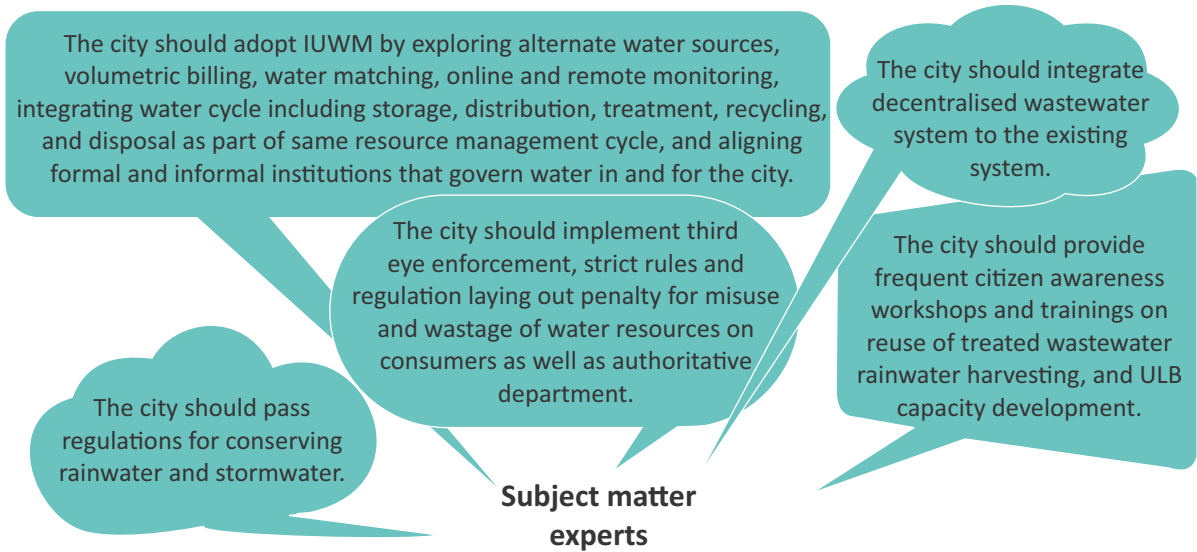 The city should adopt IUWM by exploring alternate water sources,
volumetric billing, water matching, online and remote monitoring,
integrating water cycle including storage, distribution, treatment, recycling,
and disposal as part of same resource management cycle, and aligning
formal and informal institutions that govern water in and for the city.
The city should integrate
decentralised wastewater
system to the existing
system.
The city should implement third
eye enforcement, strict rules and
regulation laying out penalty for misuse
and wastage of water resources on
consumers as well as authoritative
department.
The city should provide
frequent citizen awareness
workshops and trainings on
reuse of treated wastewater
rainwater harvesting, and ULB
capacity development.
The city should pass
regulations for conserving
rainwater and stormwater.
Subject matter
experts